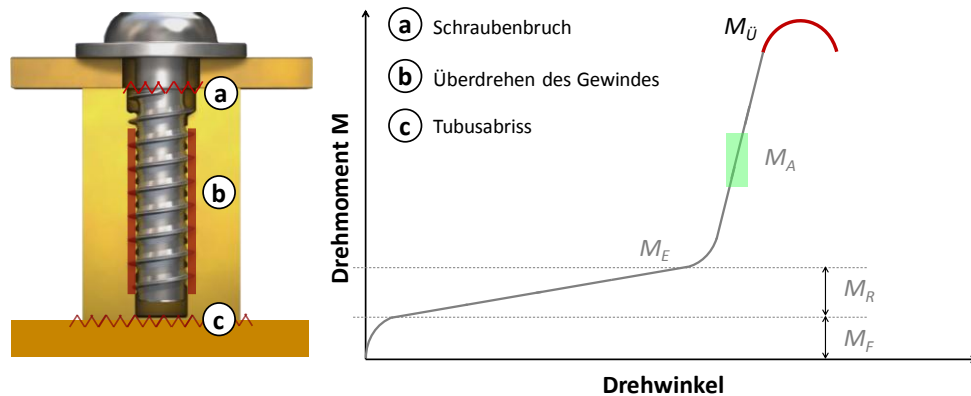 a Schraubenbruch
b Überdrehen des Gewindes
c Tubusabriss
a
b
c
Drehmoment M
M_Ü
M_A
M_E
M_R
M_F
Drehwinkel